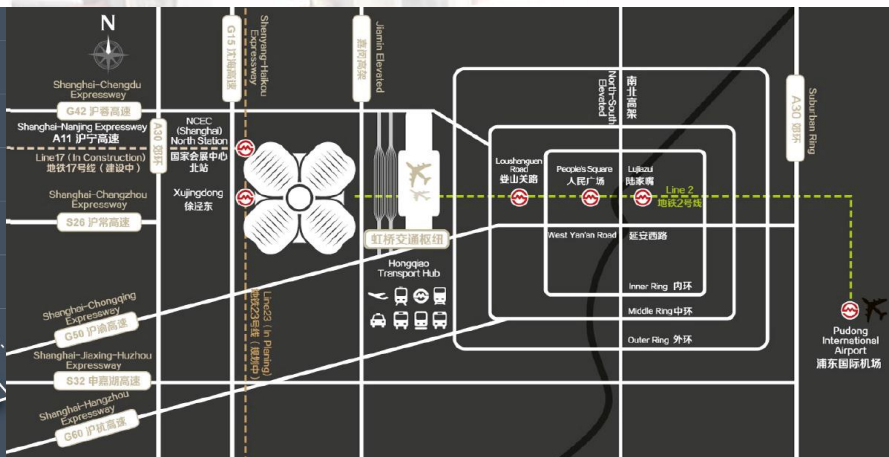 N
Shanghai-Chengdu
Expressway
G42 沪蓉高速
Shanghai-Nanjing Expressway
A11 沪宁高速
Line17 (In Construction)
地铁17号线（建设中）
Shanghai-Changzhou
Expressway
S26 沪常高速
A30 郊环
G15 沈海高速
Shenyang-Haikou
Expressway
NCEC
(Shanghai)
North Station
国家会展中心
北站
Xujingdong
徐泾东
Jiamin Elevated
嘉闵高架
虹桥交通枢纽
Hongqiao
Transport Hub
Line23 (In Planing)
地铁23号线（规划中）
Shanghai-Chongqing
Expressway
G50 沪渝高速
Shanghai-Jiaxing-Huzhou
Expressway
S32 申嘉湖高速
Shanghai-Hangzhou
Expressway
G60 沪杭高速
North-South
Elevated
南北高架
Loushanguan
Road
娄山关路
People's Square
人民广场
Lujiazui
陆家嘴
Line 2
地铁2号线
West Yan'an Road
延安西路
Inner Ring 内环
Middle Ring 中环
Outer Ring 外环
Suburban Ring
A30 郊环
Pudong
International
Airport
浦东国际机场